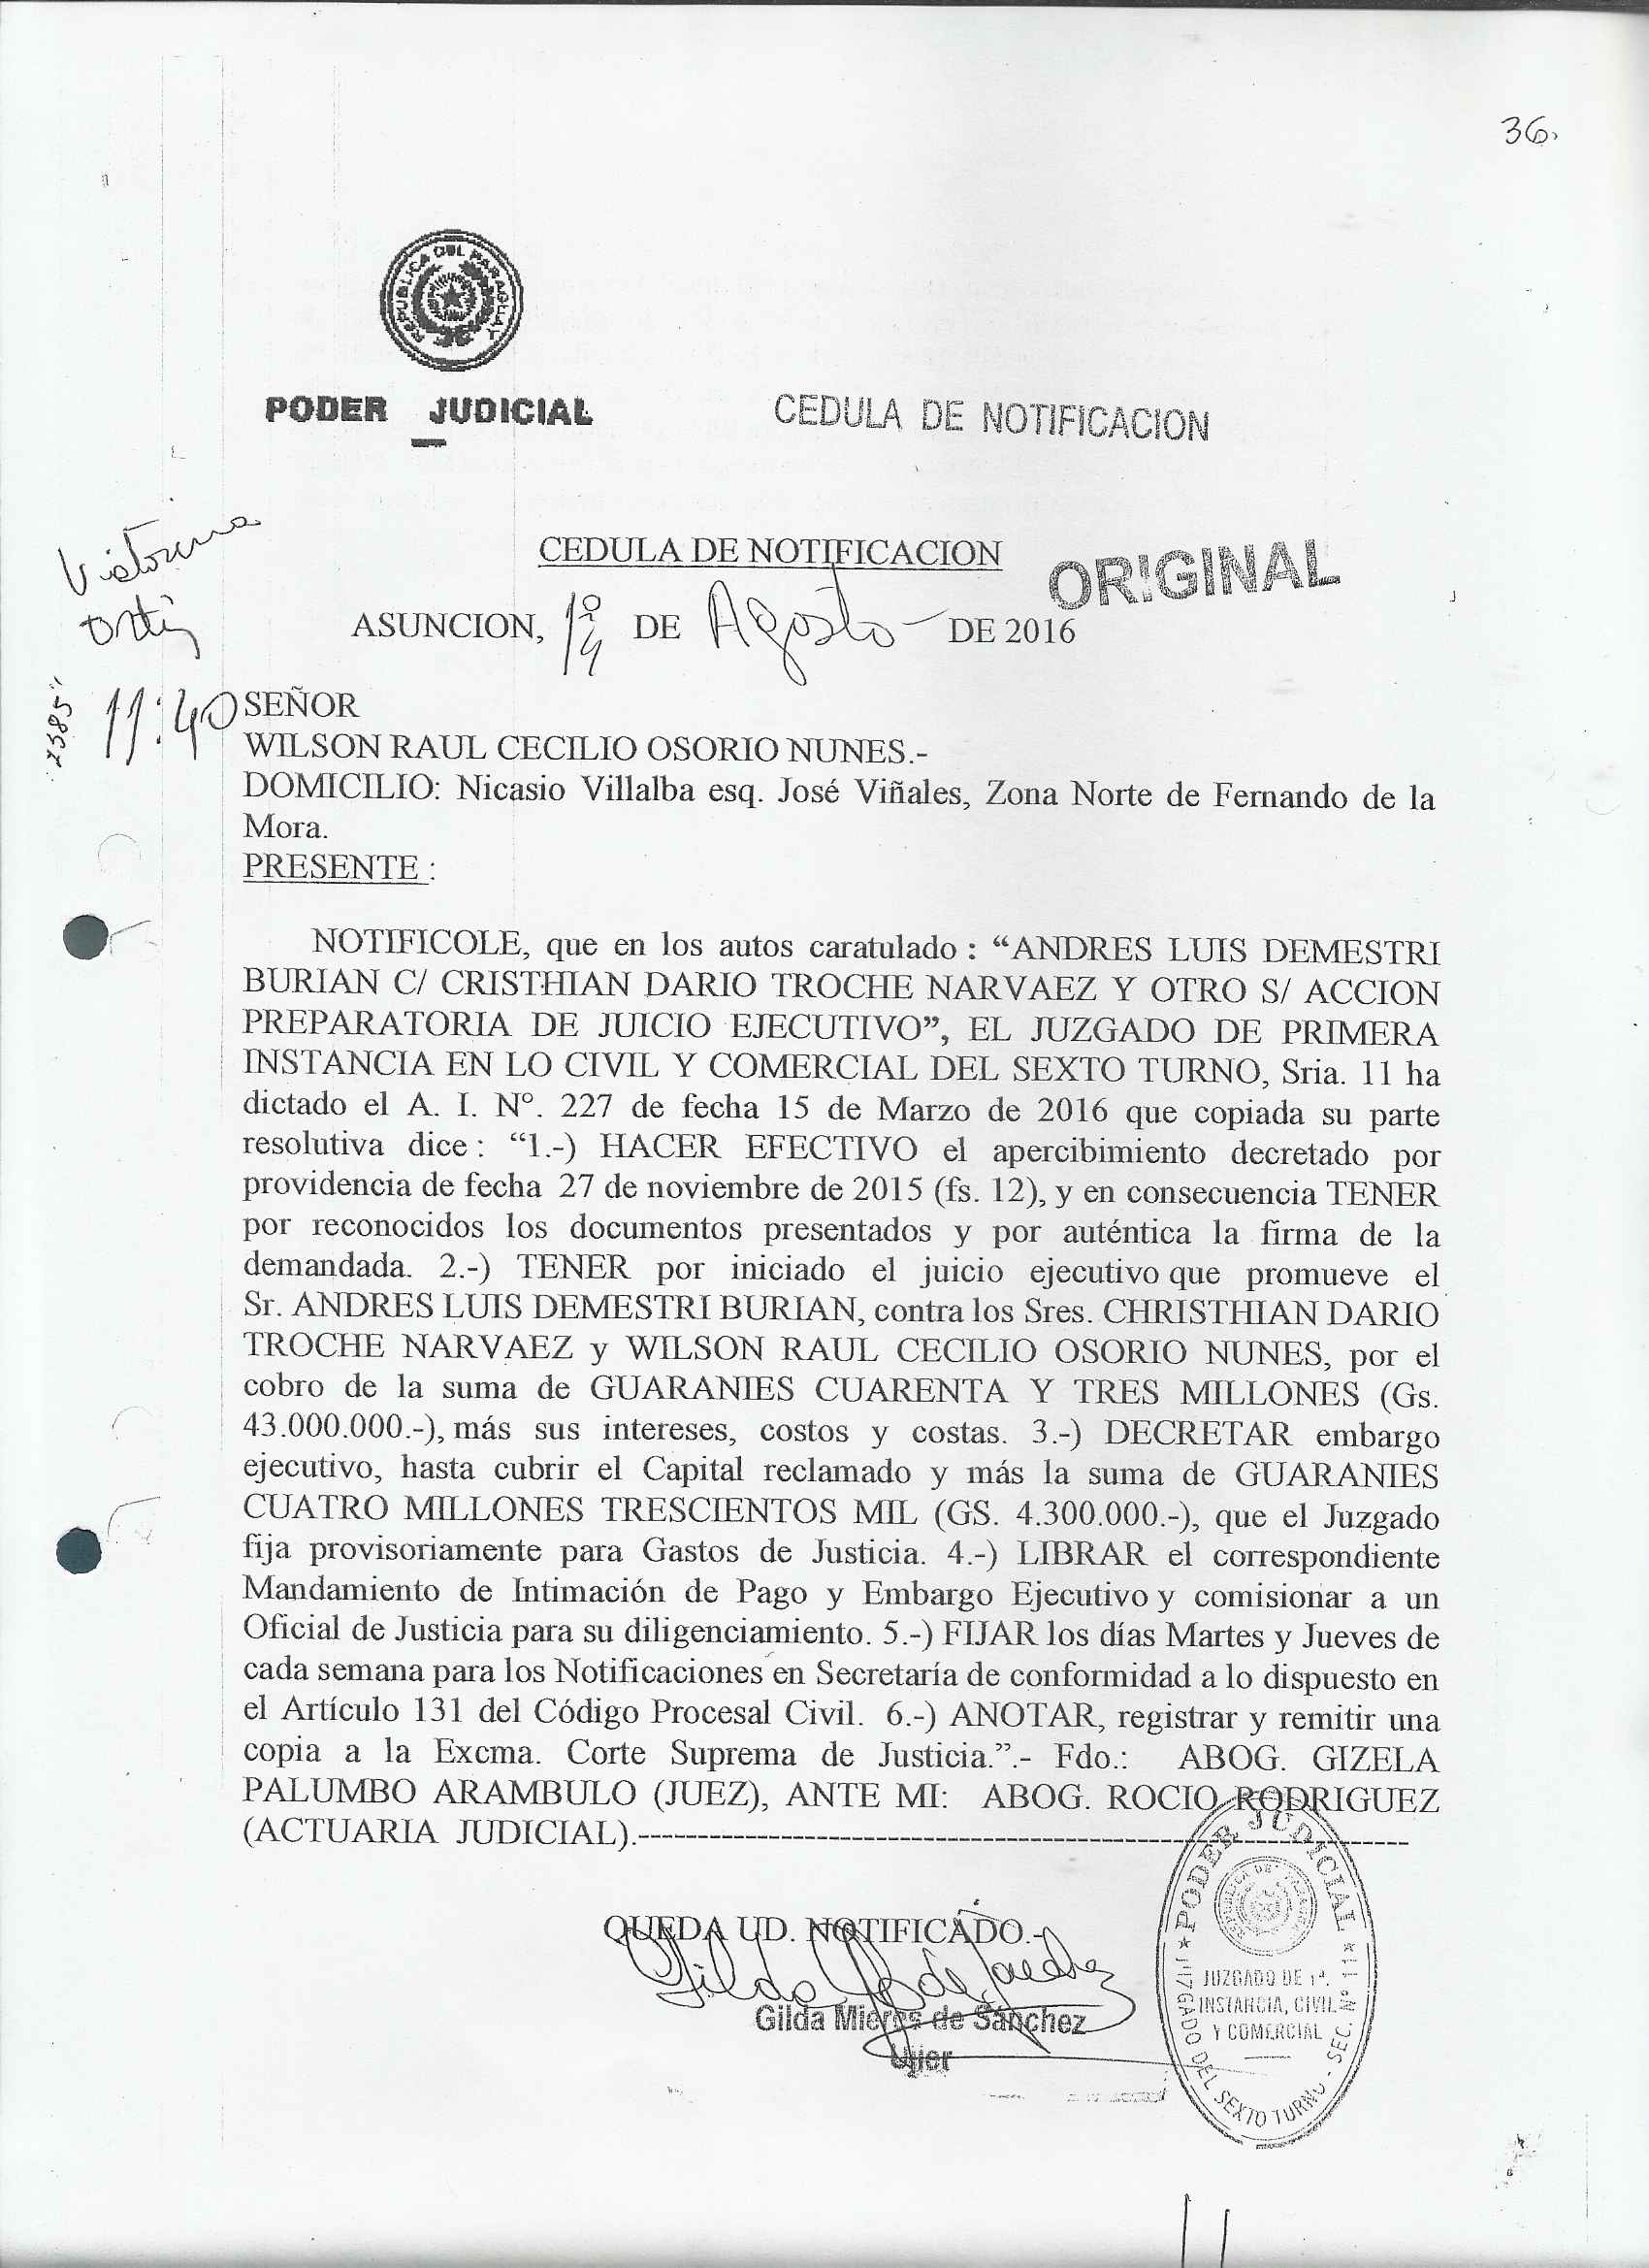 36.
REPUBLICA DEL PARAGUAY
PODER JUDICIAL
CEDULA DE NOTIFICACION
CEDULA DE NOTIFICACION
ORIGINAL
ASUNCION, DE Agosto DE 2016
Victorina
Ortiz
11:40
SEÑOR
WILSON RAUL CECILIO OSORIO NUNES.-
DOMICILIO: Nicasio Villalba esq. José Viñales, Zona Norte de Fernando de la
Mora.
PRESENTE :
NOTIFICOLE, que en los autos caratulado : “ANDRES LUIS DEMESTRI
BURIAN C/ CRISTHIAN DARIO TROCHE NARVAEZ Y OTRO S/ ACCION
PREPARATORIA DE JUICIO EJECUTIVO”, EL JUZGADO DE PRIMERA
INSTANCIA EN LO CIVIL Y COMERCIAL DEL SEXTO TURNO, Sria. 11 ha
dictado el A. I. Nº. 227 de fecha 15 de Marzo de 2016 que copiada su parte
resolutiva dice : “1.-) HACER EFECTIVO el apercibimiento decretado por
providencia de fecha 27 de noviembre de 2015 (fs. 12), y en consecuencia TENER
por reconocidos los documentos presentados y por auténtica la firma de la
demandada. 2.-) TENER por iniciado el juicio ejecutivo que promueve el
Sr. ANDRES LUIS DEMESTRI BURIAN, contra los Sres. CHRISTHIAN DARIO
TROCHE NARVAEZ y WILSON RAUL CECILIO OSORIO NUNES, por el
cobro de la suma de GUARANIES CUARENTA Y TRES MILLONES (Gs.
43.000.000.-), más sus intereses, costos y costas. 3.-) DECRETAR embargo
ejecutivo, hasta cubrir el Capital reclamado y más la suma de GUARANIES
CUATRO MILLONES TRESCIENTOS MIL (GS. 4.300.000.-), que el Juzgado
fija provisoriamente para Gastos de Justicia. 4.-) LIBRAR el correspondiente
Mandamiento de Intimación de Pago y Embargo Ejecutivo y comisionar a un
Oficial de Justicia para su diligenciamiento. 5.-) FIJAR los días Martes y Jueves de
cada semana para los Notificaciones en Secretaría de conformidad a lo dispuesto en
el Artículo 131 del Código Procesal Civil. 6.-) ANOTAR, registrar y remitir una
copia a la Excma. Corte Suprema de Justicia.”.- Fdo.: ABOG. GIZELA
PALUMBO ARAMBULO (JUEZ), ANTE MI: ABOG. ROCIO RODRIGUEZ
(ACTUARIA JUDICIAL).-----------------------------------------------------------------
QUEDA UD. NOTIFICADO.-
Gilda Mieres de Sánchez
Ujier
PODER JUDICIAL
JUZGADO DE 1ª.
INSTANCIA, CIVIL
Y COMERCIAL
JUZGADO DEL SEXTO TURNO - SEC. Nº 11